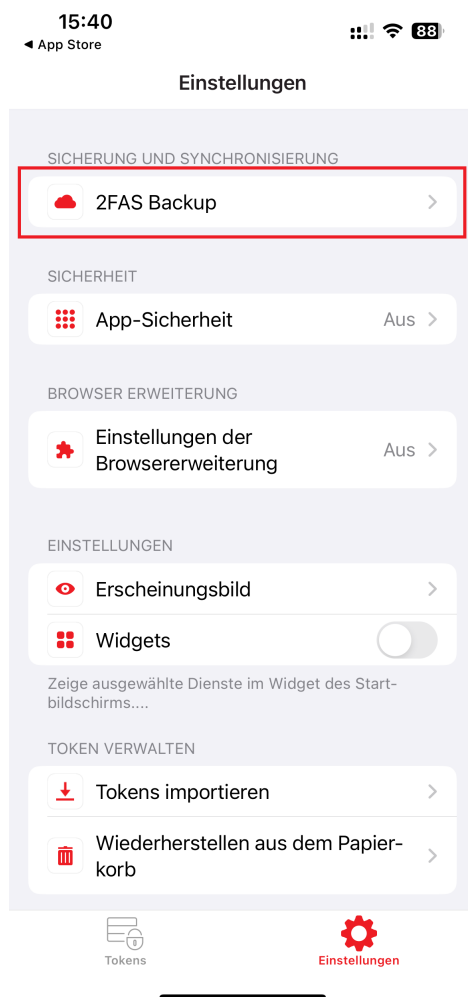 15:40
88
◀ App Store
Einstellungen
SICHERUNG UND SYNCHRONISIERUNG
2FAS Backup
SICHERHEIT
App-Sicherheit
Aus
BROWSER ERWEITERUNG
Einstellungen der
Browsererweiterung
Aus
EINSTELLUNGEN
Erscheinungsbild
Widgets
Zeige ausgewählte Dienste im Widget des Start-
bildschirms....
TOKEN VERWALTEN
Tokens importieren
Wiederherstellen aus dem Papier-
korb
Tokens
Einstellungen